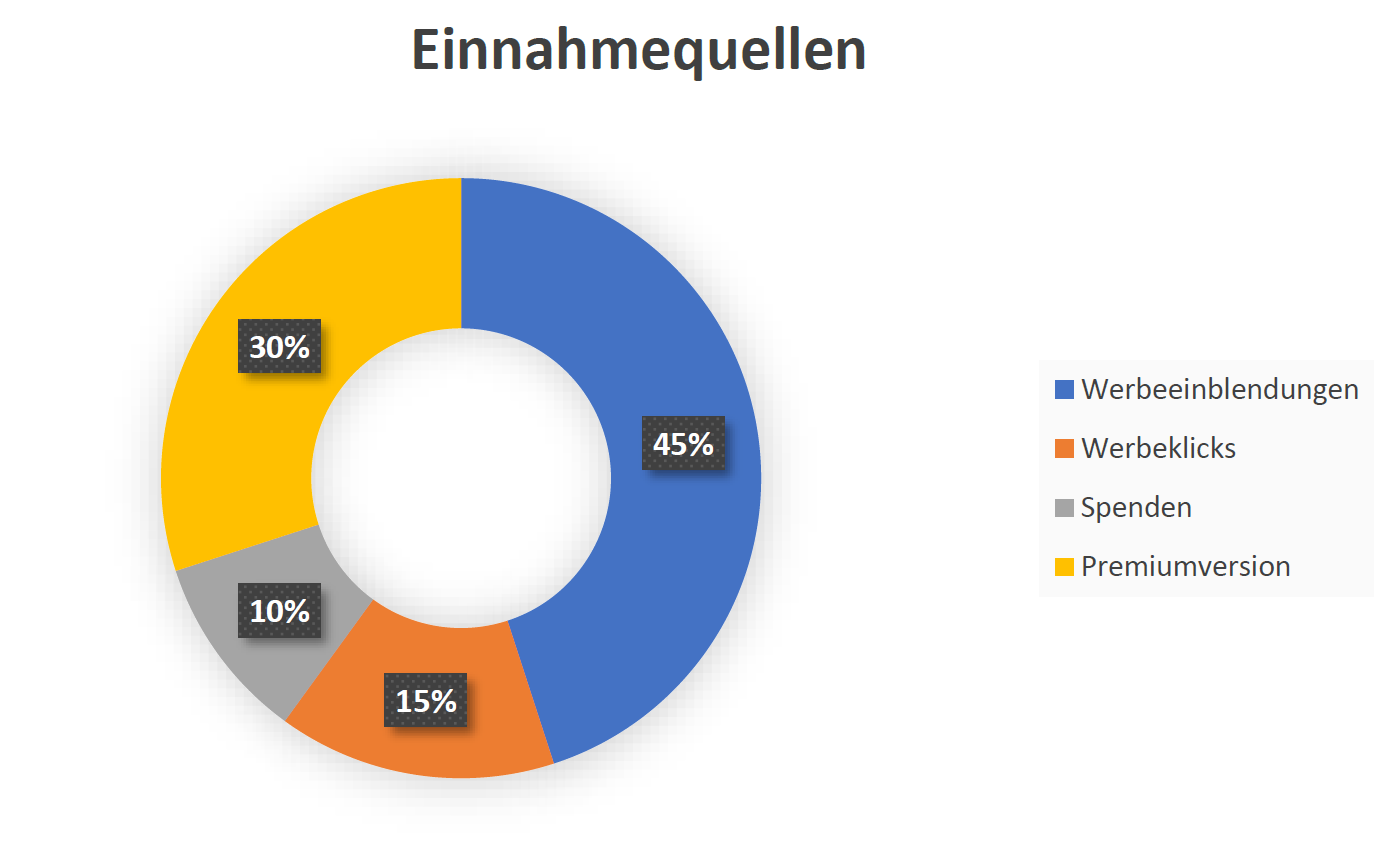 Einnahmequellen
30%
45%
10%
15%
Werbeeinblendungen
Werbeklicks
Spenden
Premiumversion